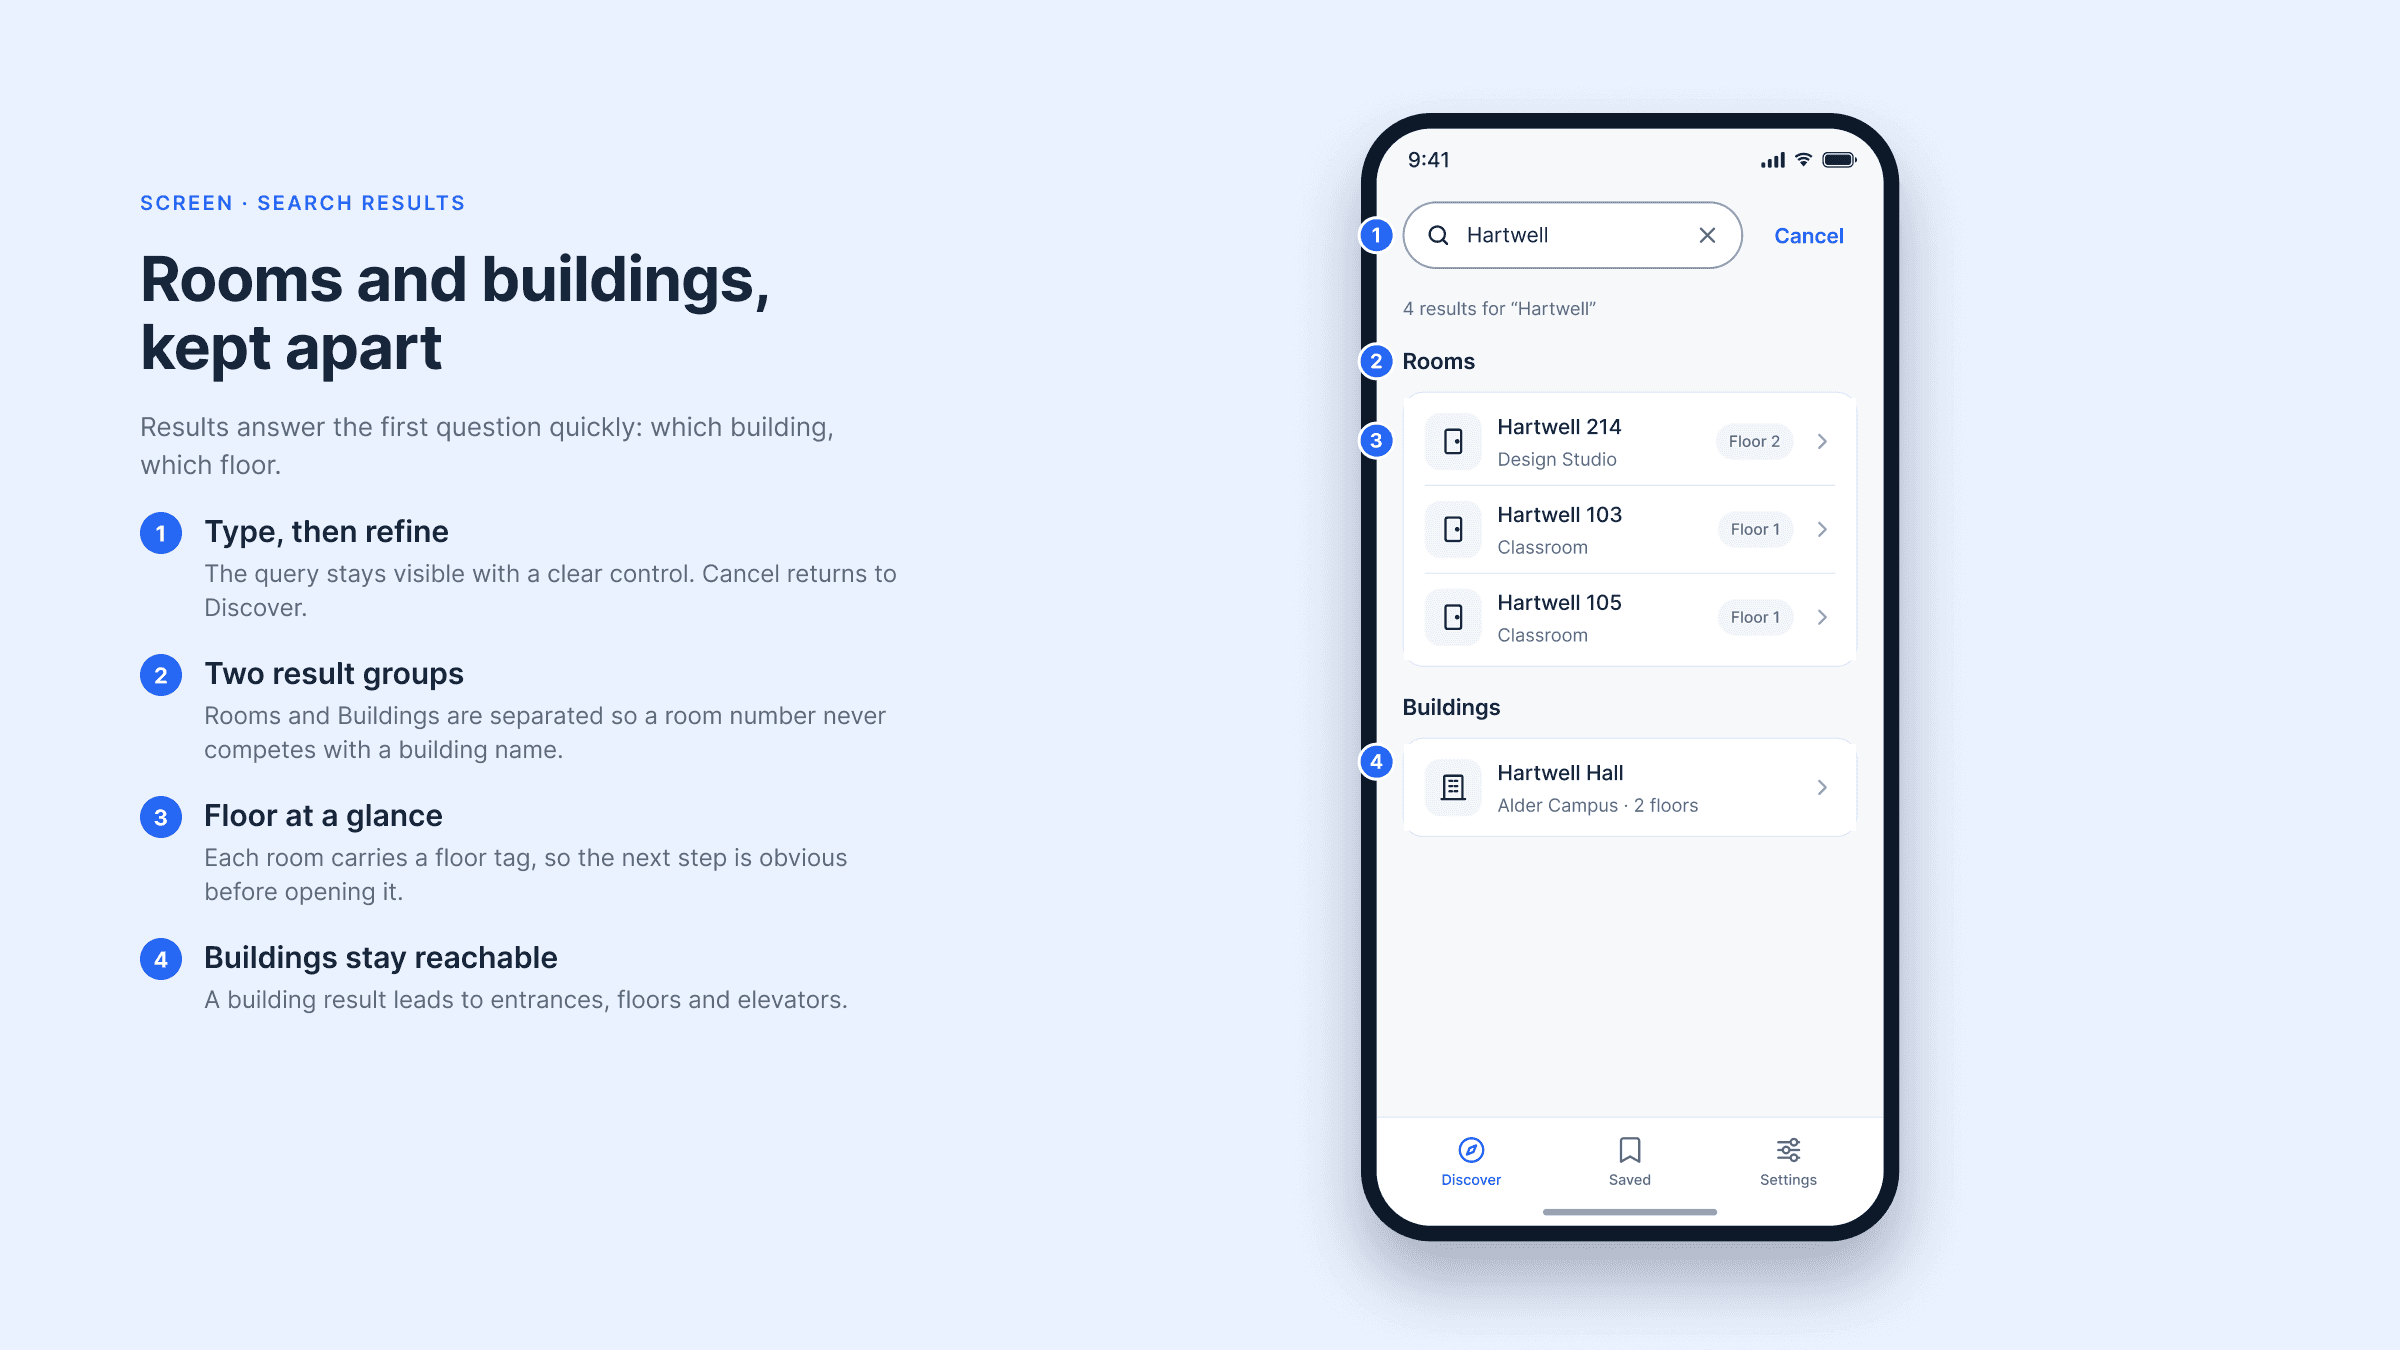 SCREEN · SEARCH RESULTS
Rooms and buildings,
kept apart
Results answer the first question quickly: which building,
which floor.
1 Type, then refine
The query stays visible with a clear control. Cancel returns to
Discover.
2 Two result groups
Rooms and Buildings are separated so a room number never
competes with a building name.
3 Floor at a glance
Each room carries a floor tag, so the next step is obvious
before opening it.
4 Buildings stay reachable
A building result leads to entrances, floors and elevators.
9:41
1 Hartwell Cancel
4 results for “Hartwell”
2 Rooms
3
Hartwell 214
Design Studio
Floor 2
Hartwell 103
Classroom
Floor 1
Hartwell 105
Classroom
Floor 1
Buildings
4
Hartwell Hall
Alder Campus · 2 floors
Discover Saved Settings